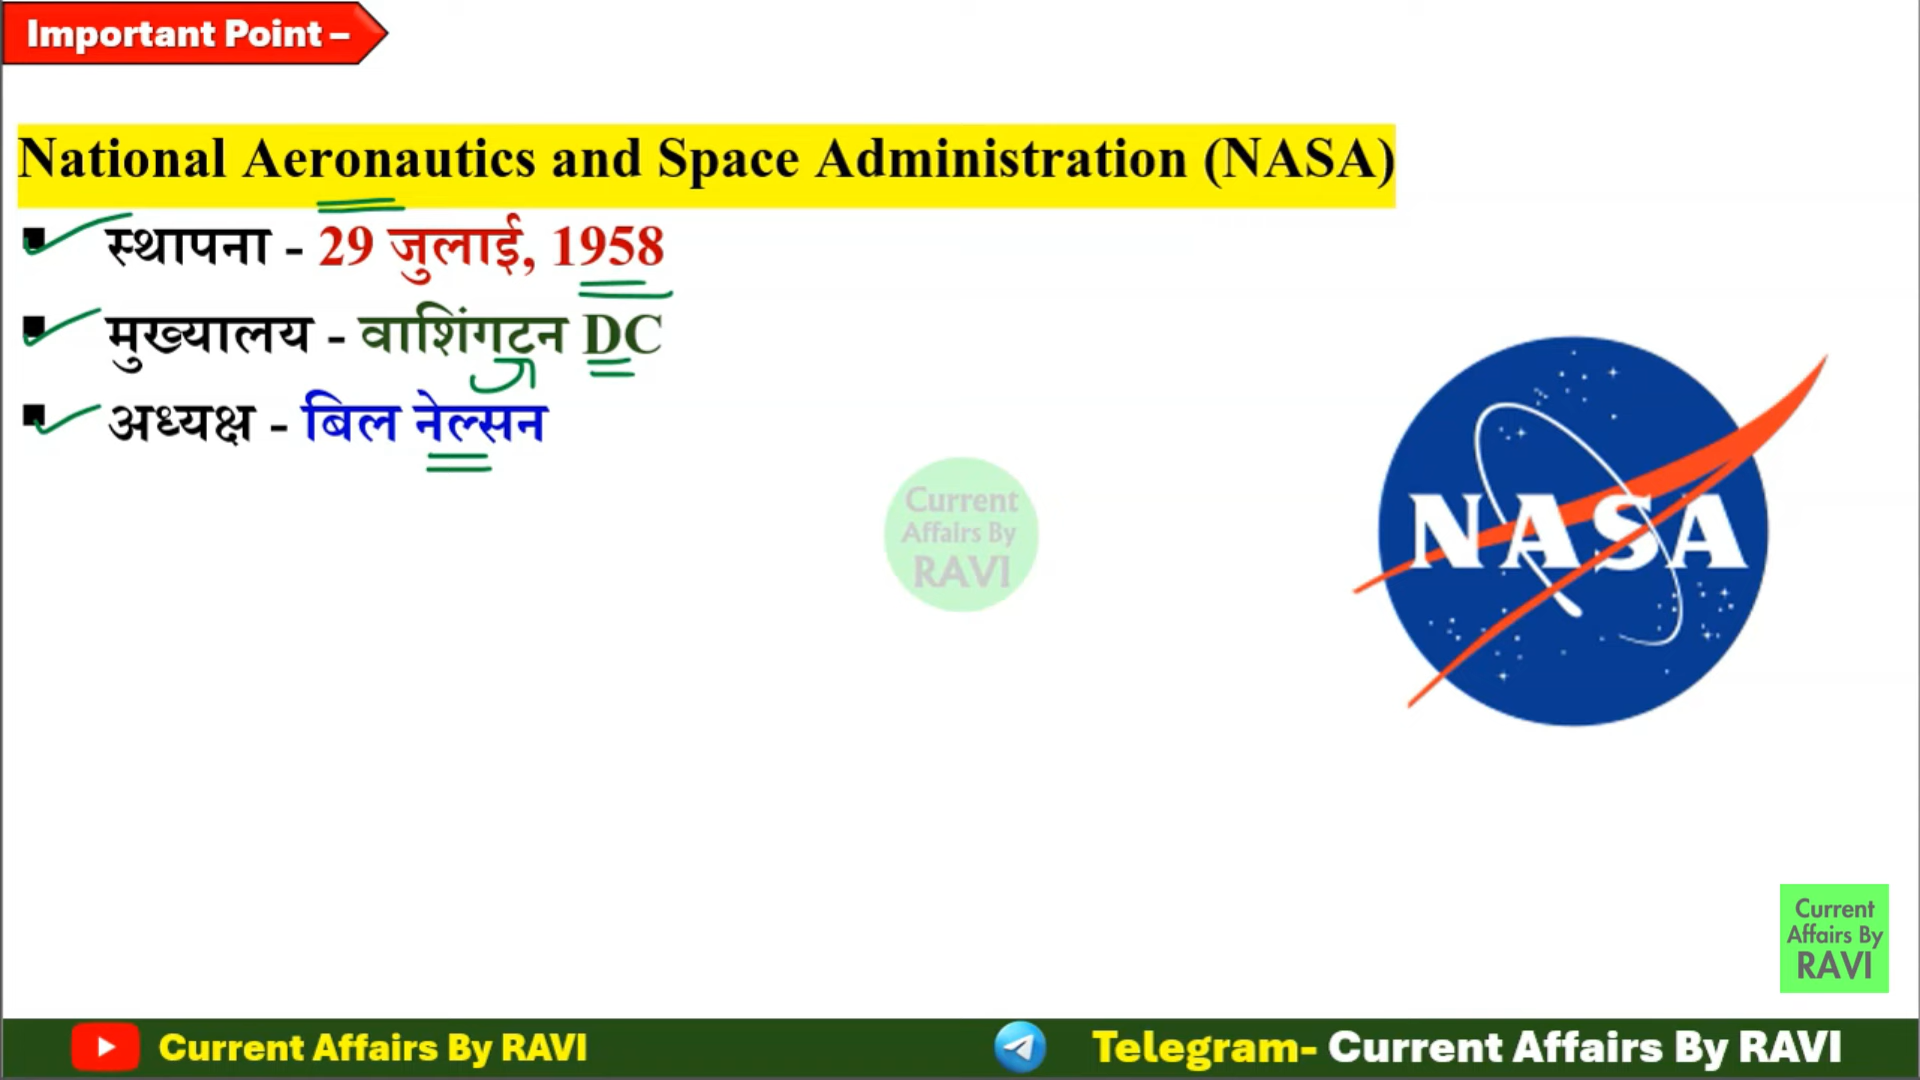 Important Point –
National Aeronautics and Space Administration (NASA)
स्थापना - 29 जुलाई, 1958
मुख्यालय - वाशिंगटन DC
अध्यक्ष - बिल नेल्सन
NASA
Current
Affairs By
RAVI
Current
Affairs By
RAVI
Current Affairs By RAVI
Telegram- Current Affairs By RAVI